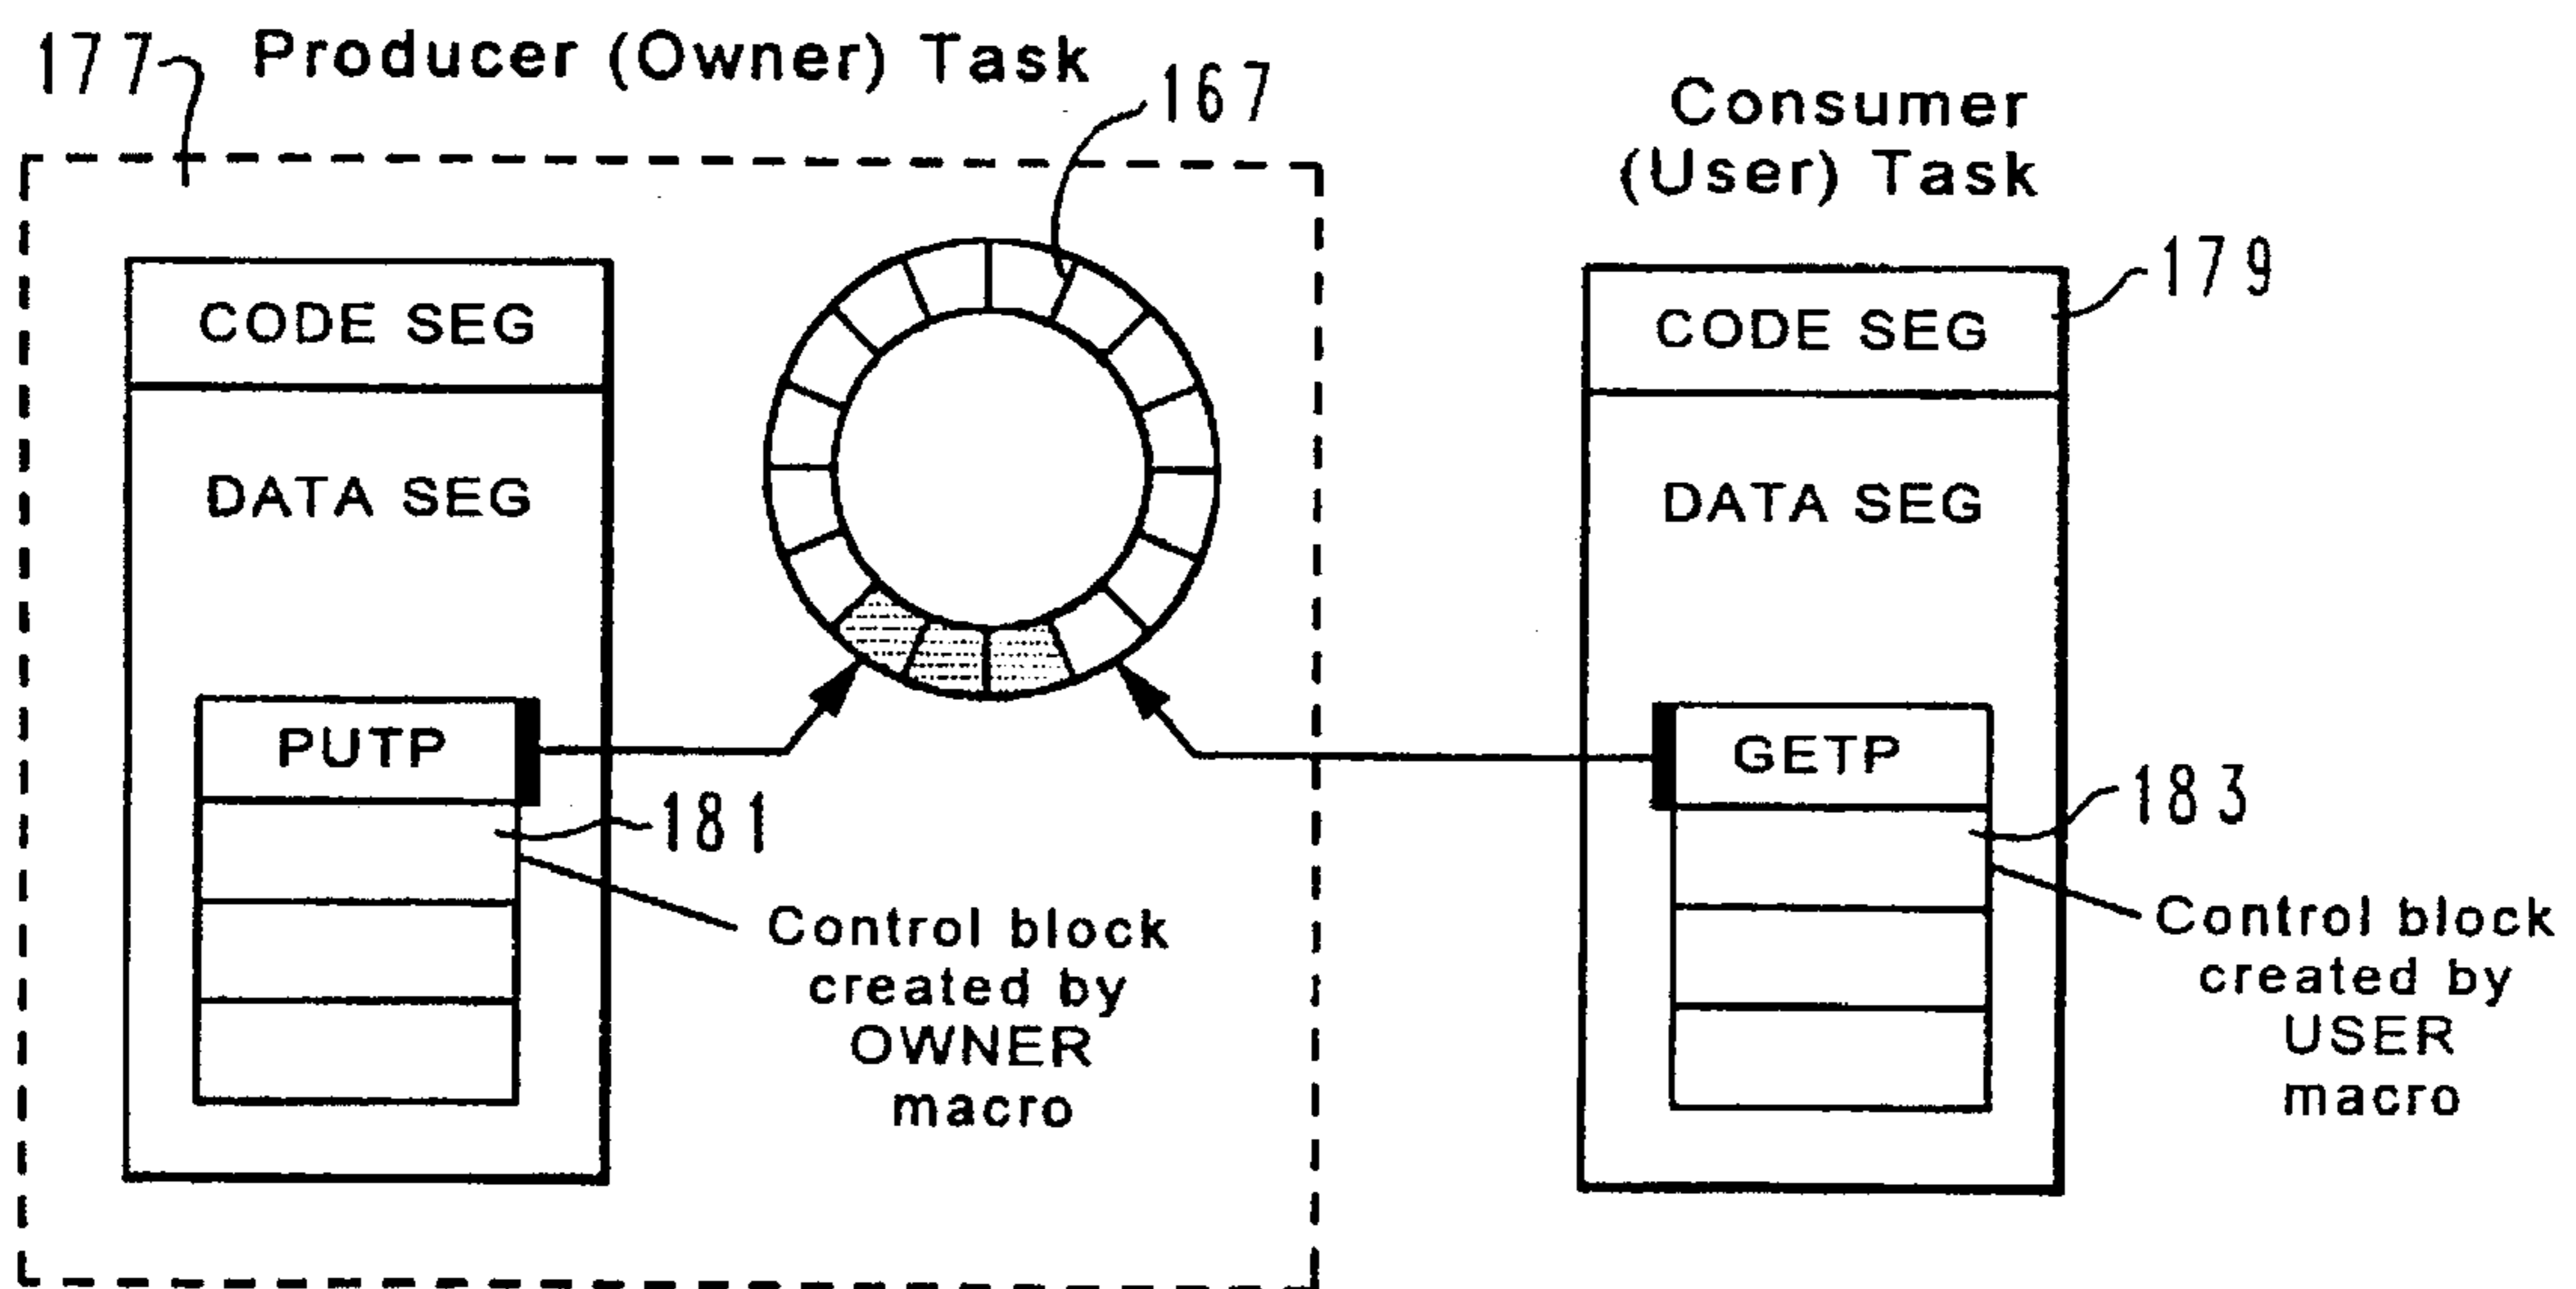 177
Producer (Owner) Task
167
Consumer
(User) Task
179
CODE SEG
DATA SEG
PUTP
181
Control block
created by
OWNER
macro
CODE SEG
DATA SEG
GETP
183
Control block
created by
USER
macro